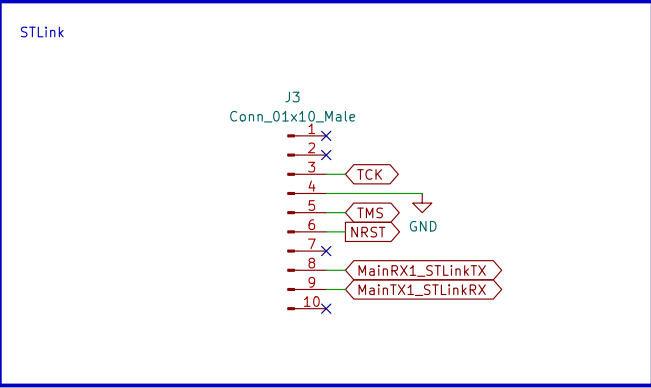 STLink
J3
Conn_01x10_Male
1
2
3 TCK
4
5 TMS
GND
6 NRST
7
8 MainRX1_STLinkTX
9 MainTX1_STLinkRX
10